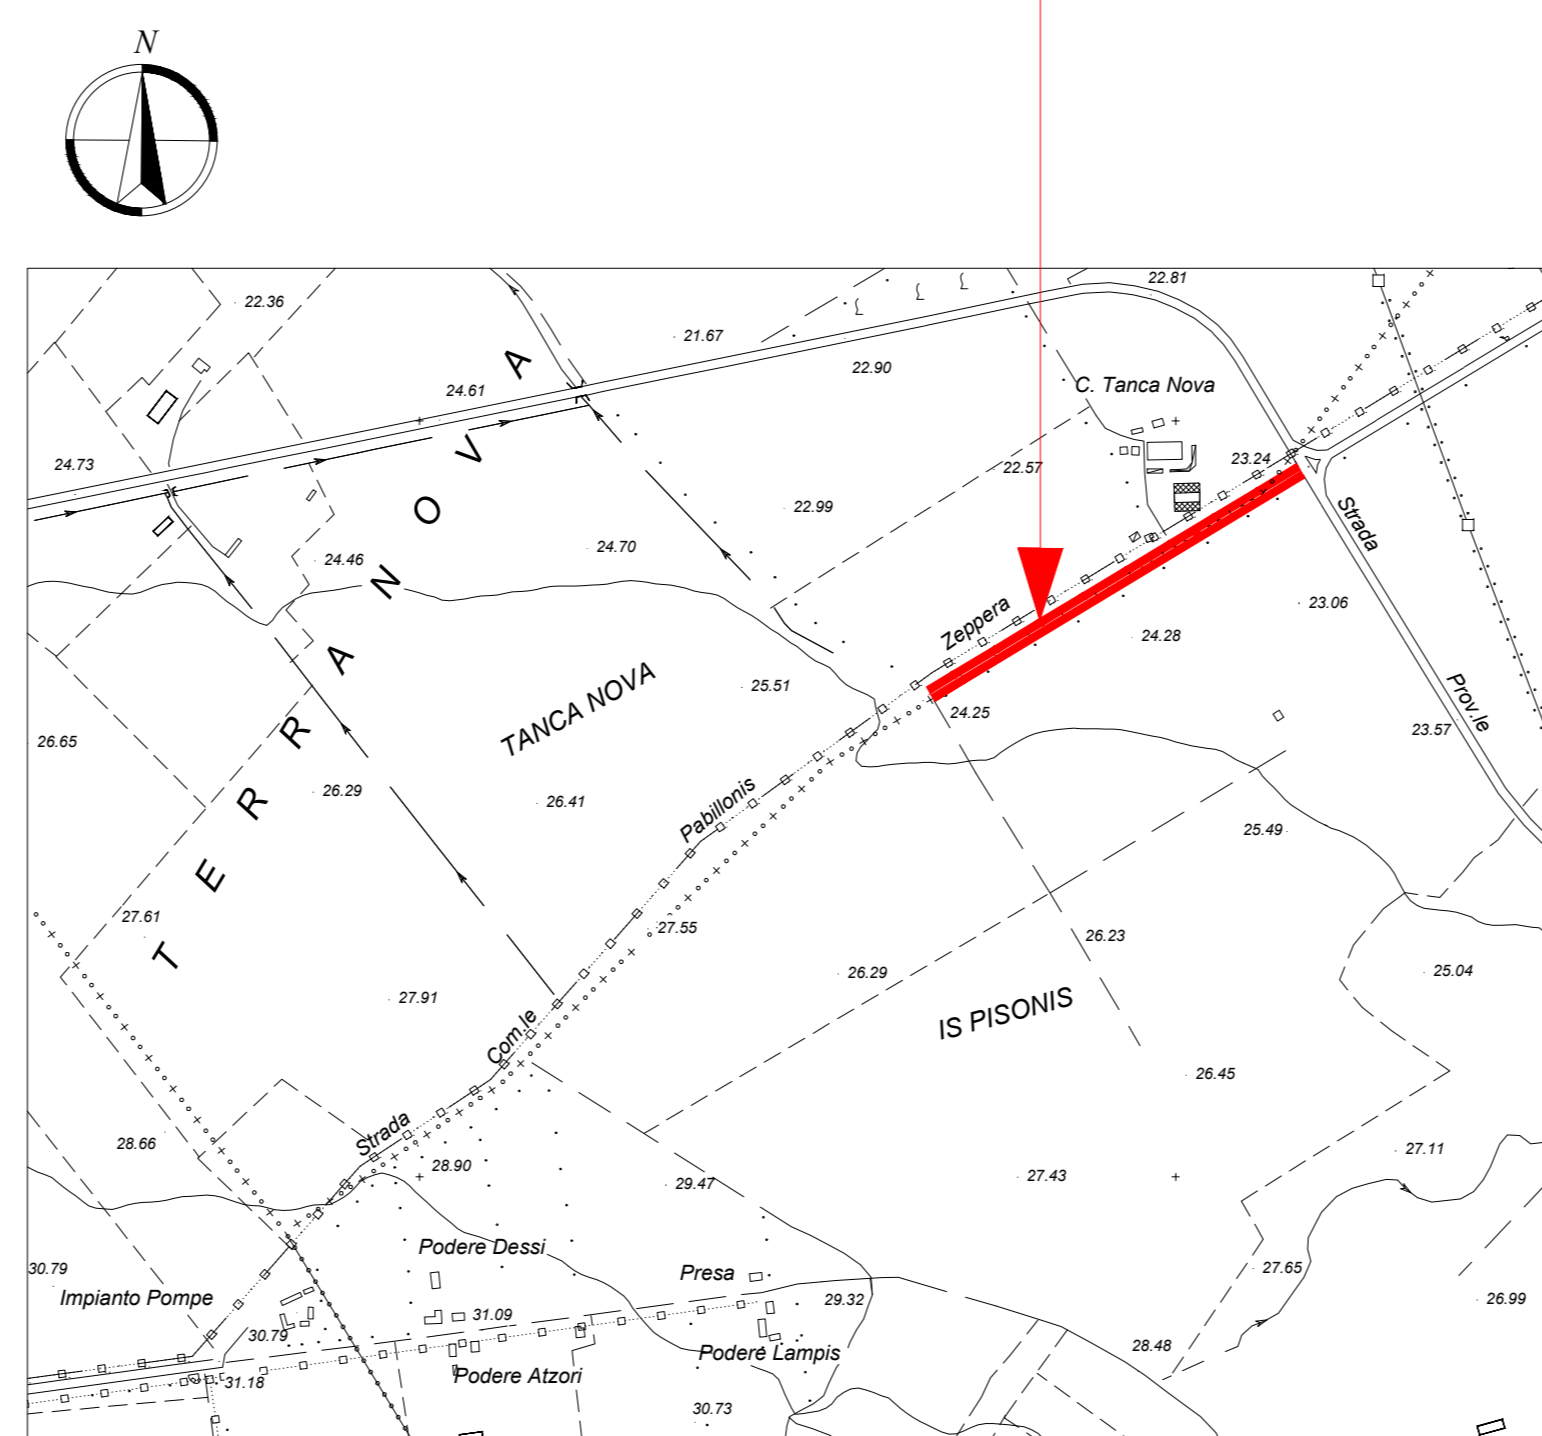 N
22.36
22.81
21.67
22.90
24.61
C. Tanca Nova
24.73
22.57
23.24
22.99
Strada
24.70
24.46
23.06
Zeppera
24.28
TERRANOVA
TANCA NOVA
25.51
24.25
Prov.le
23.57
26.65
26.29
26.41
Pabillonis
25.49
27.61
27.55
26.23
26.29
25.04
27.91
IS PISONIS
Com.le
26.45
Strada
28.66
28.90
27.11
29.47
27.43
Podere Dessi
30.79
Presa
27.65
Impianto Pompe
29.32
26.99
31.09
30.79
28.48
Podere Lampis
31.18
Podere Atzori
30.73